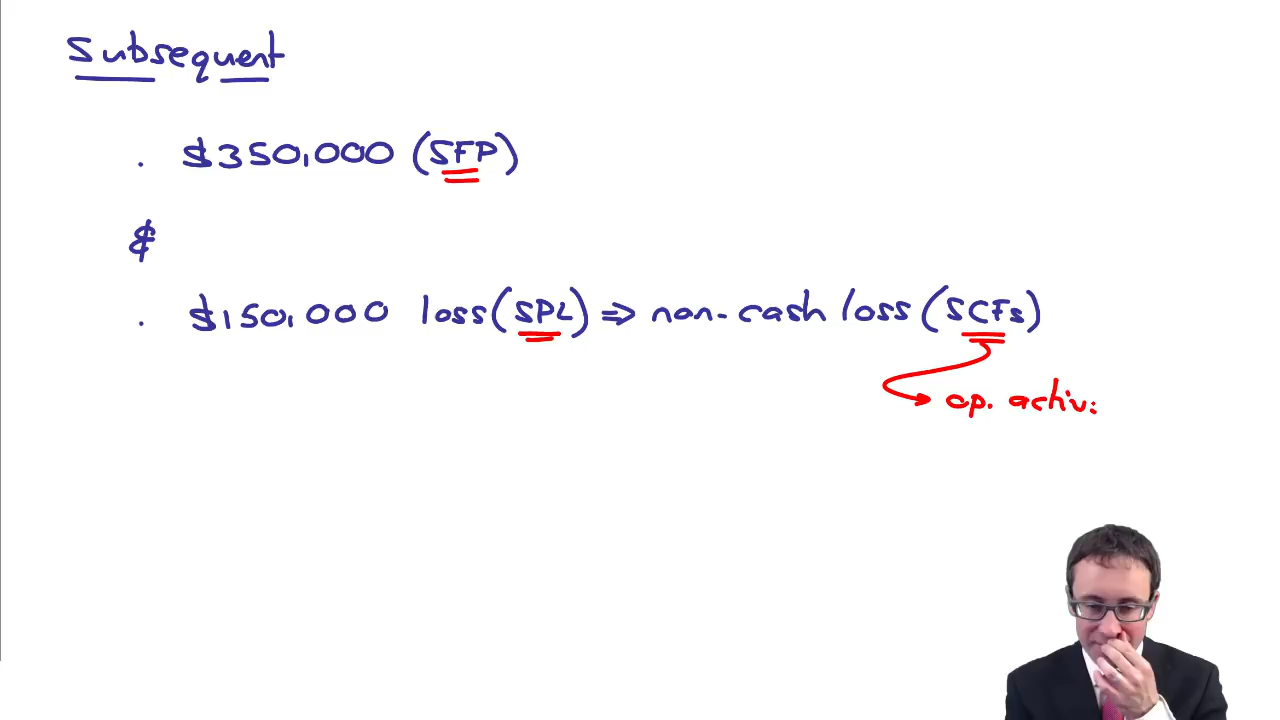 Subsequent
. $350,000 (SFP)
&
. $150,000 loss (SPL) ⇒ non-cash loss (SCFs)
op. activ: